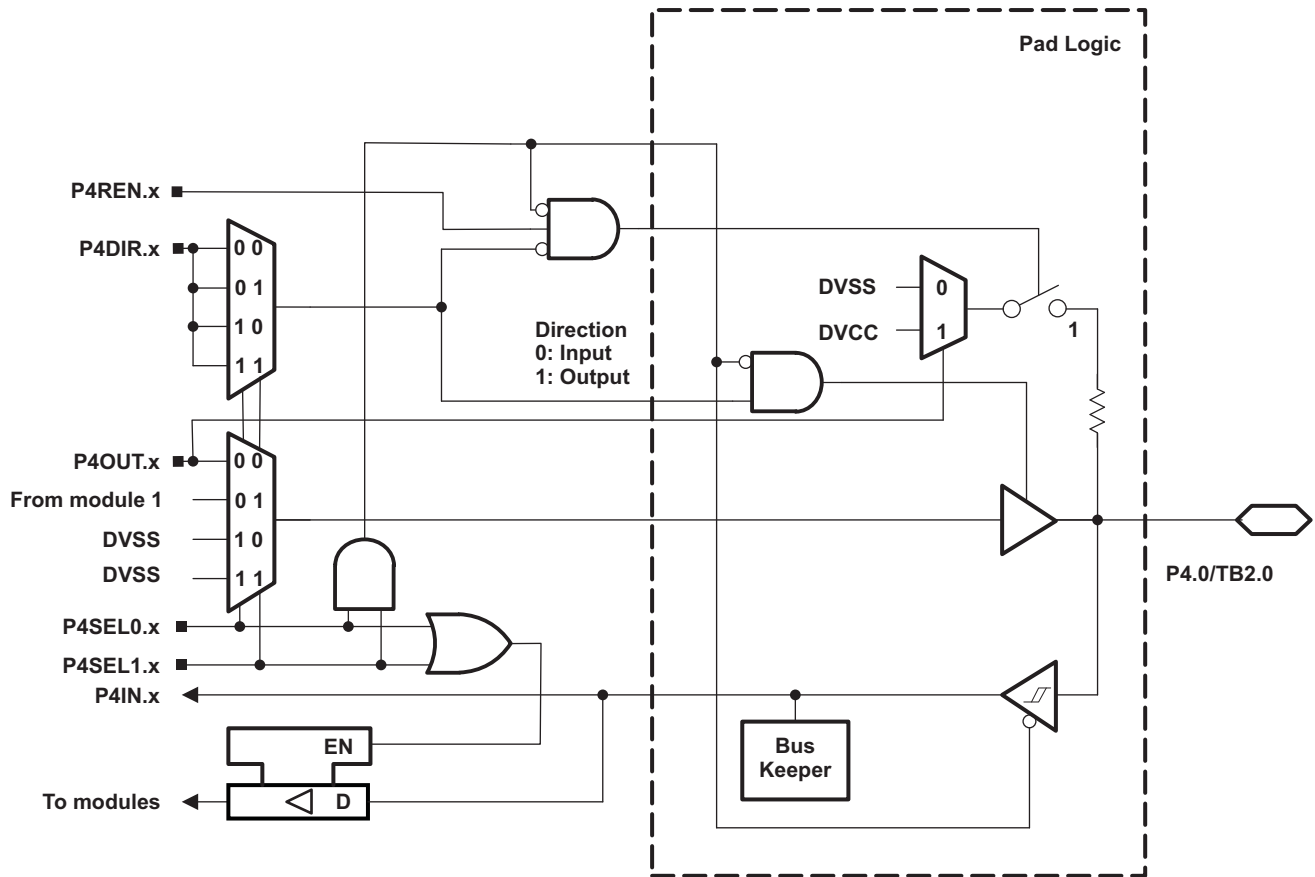 Pad Logic
P4REN.x
P4DIR.x
0 0
0 1
1 0
1 1
Direction
0: Input
1: Output
DVSS
0
DVCC
1
1
P4OUT.x
0 0
From module 1
0 1
DVSS
1 0
DVSS
1 1
P4.0/TB2.0
P4SEL0.x
P4SEL1.x
P4IN.x
EN
Bus
Keeper
To modules
D